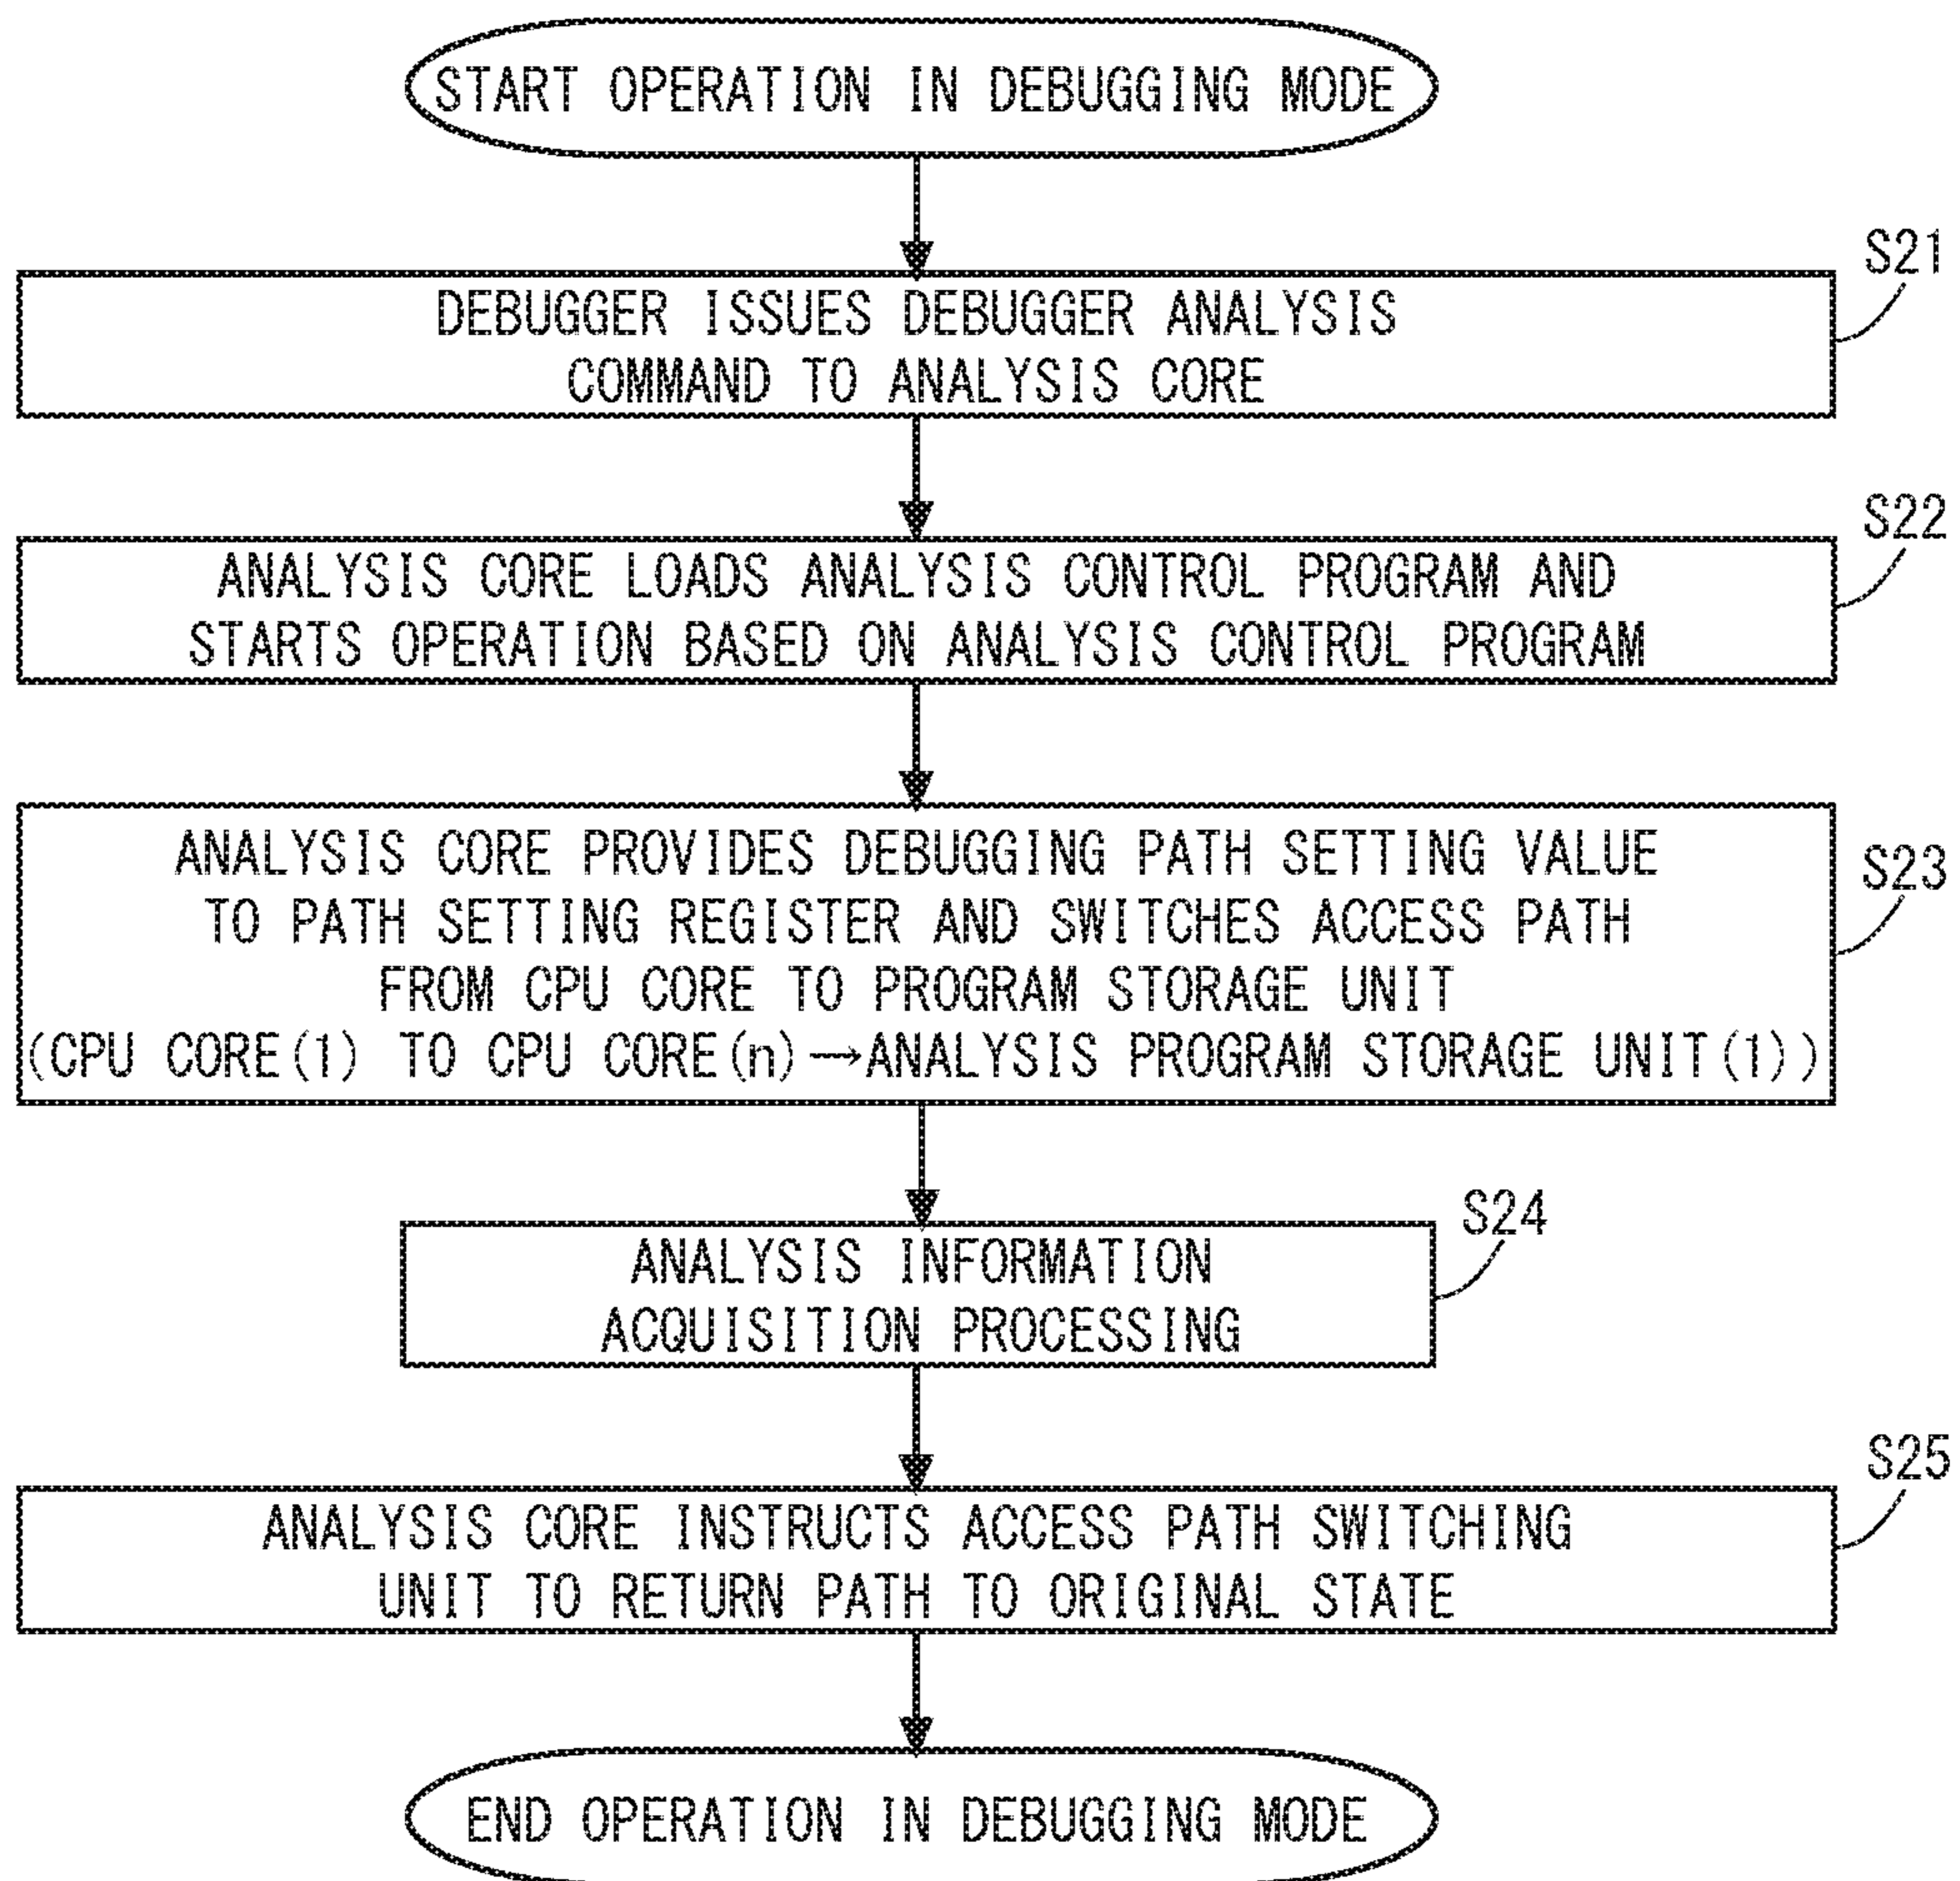 START OPERATION IN DEBUGGING MODE
S21
DEBUGGER ISSUES DEBUGGER ANALYSIS
COMMAND TO ANALYSIS CORE
S22
ANALYSIS CORE LOADS ANALYSIS CONTROL PROGRAM AND
STARTS OPERATION BASED ON ANALYSIS CONTROL PROGRAM
S23
ANALYSIS CORE PROVIDES DEBUGGING PATH SETTING VALUE
TO PATH SETTING REGISTER AND SWITCHES ACCESS PATH
FROM CPU CORE TO PROGRAM STORAGE UNIT
(CPU CORE(1) TO CPU CORE(n)→ANALYSIS PROGRAM STORAGE UNIT(1))
S24
ANALYSIS INFORMATION
ACQUISITION PROCESSING
S25
ANALYSIS CORE INSTRUCTS ACCESS PATH SWITCHING
UNIT TO RETURN PATH TO ORIGINAL STATE
END OPERATION IN DEBUGGING MODE